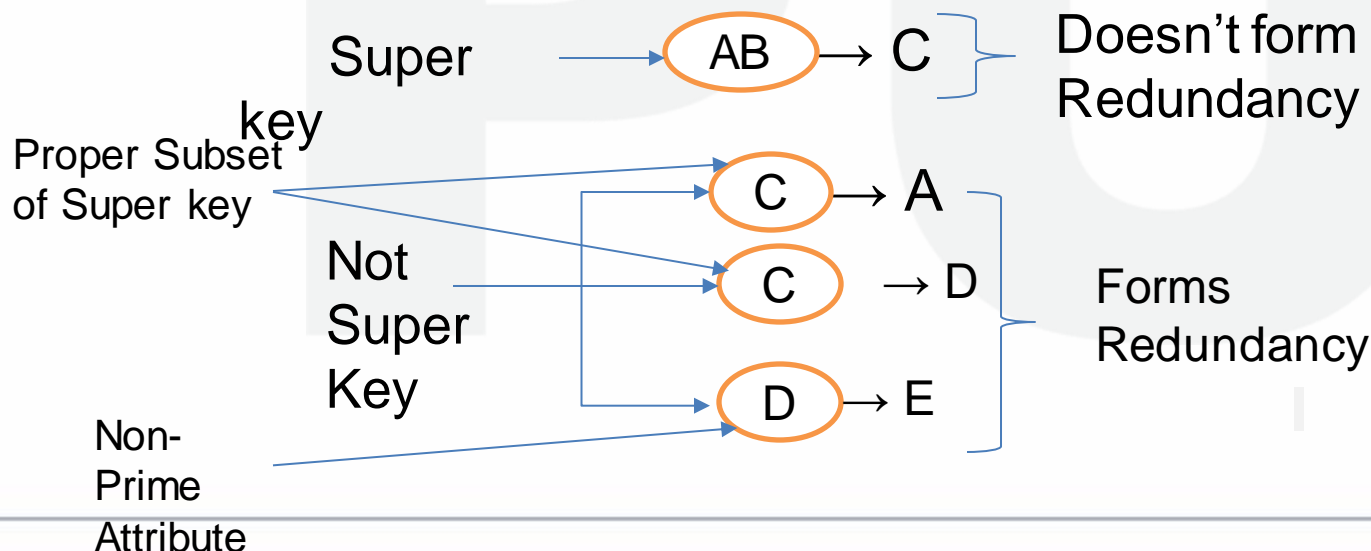 Super
key
AB → C
Doesn’t form
Redundancy
Proper Subset
of Super key
C → A
Not
Super
Key
C → D
D → E
Forms
Redundancy
Non-
Prime
Attribute